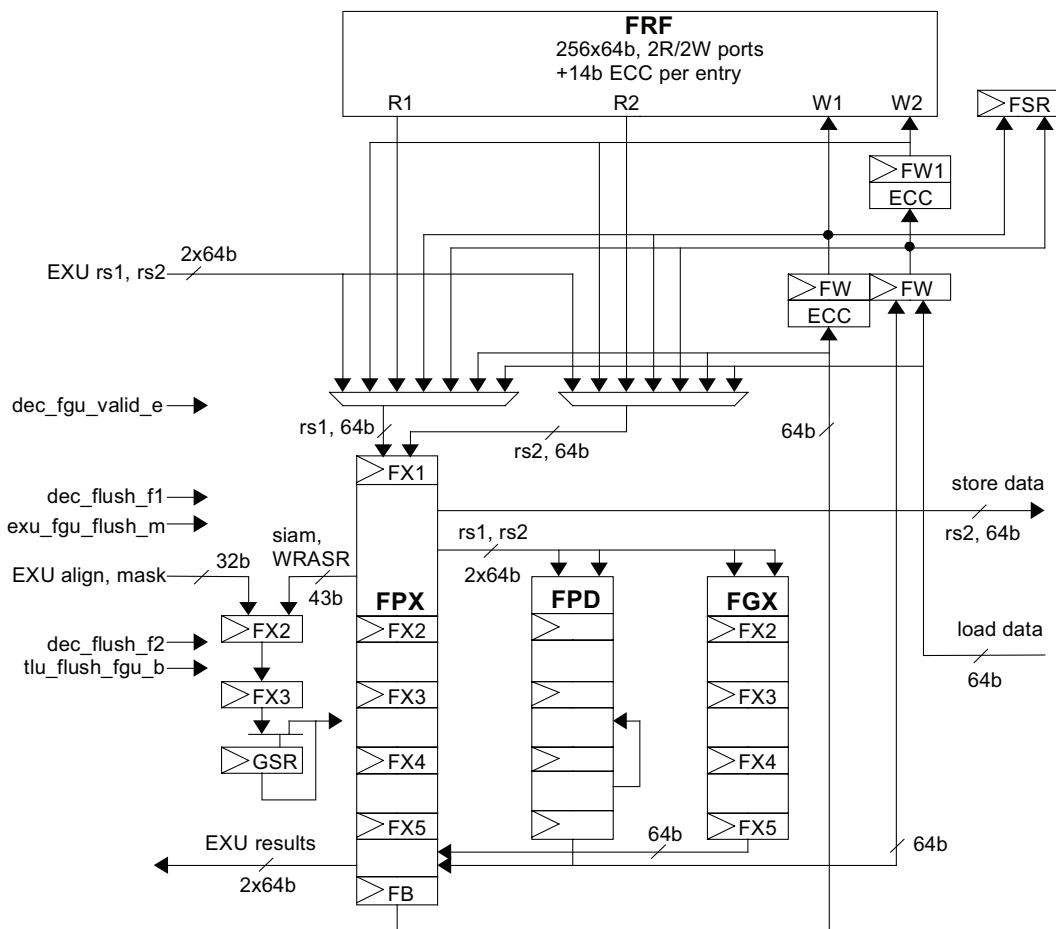 FRF
256x64b, 2R/2W ports
+14b ECC per entry
R1
R2
W1
W2
FSR
FW1
ECC
EXU rs1, rs2
2x64b
FW
FW
ECC
dec_fgu_valid_e
rs1, 64b
rs2, 64b
64b
FX1
dec_flush_f1
exu_fgu_flush_m
store data
rs2, 64b
siam,
WRASR
43b
rs1, rs2
2x64b
EXU align, mask
32b
FPX
FPD
FGX
FX2
FX2
FX2
dec_flush_f2
tlu_flush_fgu_b
load data
64b
FX3
FX3
FX3
GSR
FX4
FX4
FX5
FX5
EXU results
2x64b
64b
64b
FB